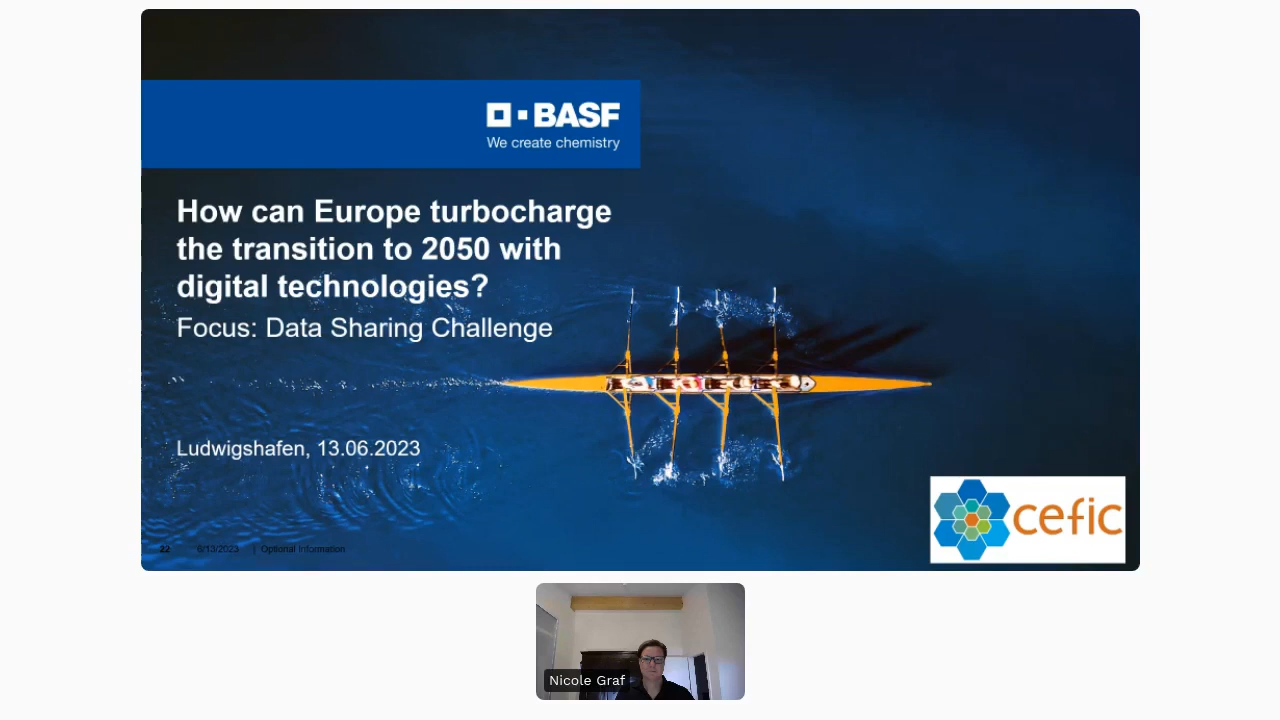 BASF
We create chemistry
How can Europe turbocharge
the transition to 2050 with
digital technologies?
Focus: Data Sharing Challenge
Ludwigshafen, 13.06.2023
cefic
22 6/13/2023 | Optional Information
Nicole Graf